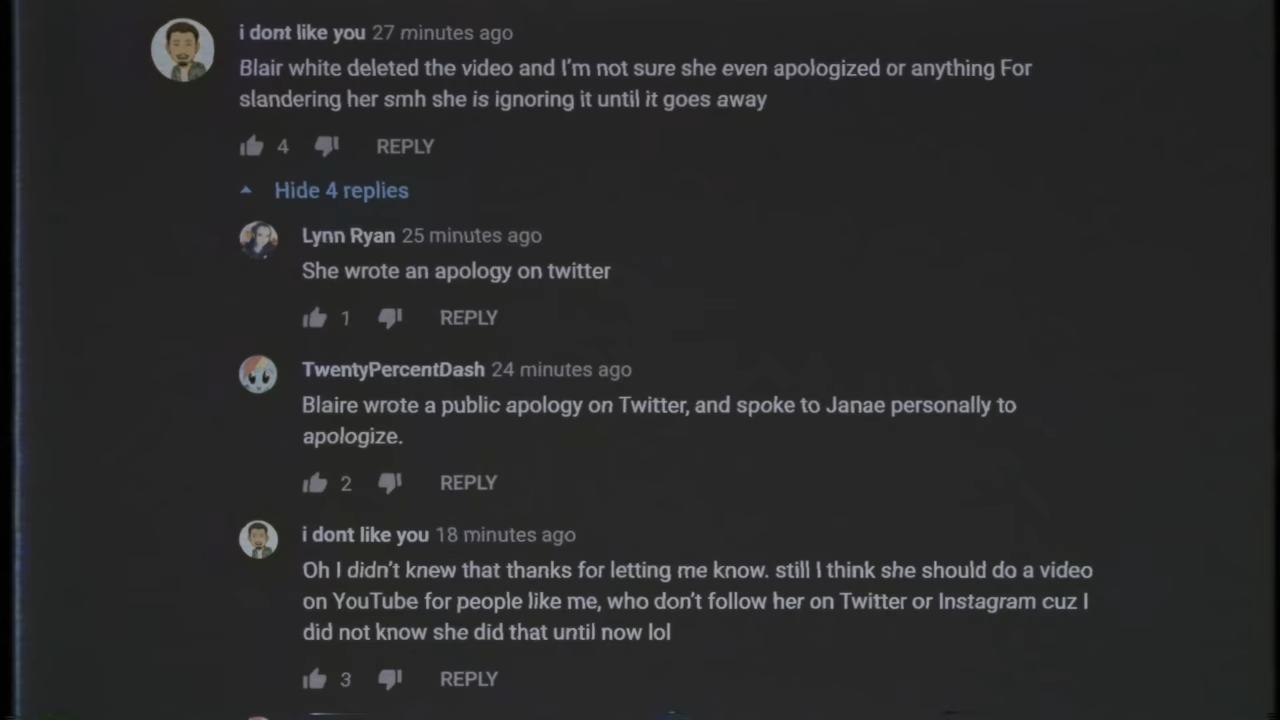 i dont like you 27 minutes ago
Blair white deleted the video and I'm not sure she even apologized or anything For
slandering her smh she is ignoring it until it goes away
4 REPLY
Hide 4 replies
Lynn Ryan 25 minutes ago
She wrote an apology on twitter
1 REPLY
TwentyPercentDash 24 minutes ago
Blaire wrote a public apology on Twitter, and spoke to Janae personally to
apologize.
2 REPLY
i dont like you 18 minutes ago
Oh I didn't knew that thanks for letting me know. still I think she should do a video
on YouTube for people like me, who don't follow her on Twitter or Instagram cuz I
did not know she did that until now lol
3 REPLY